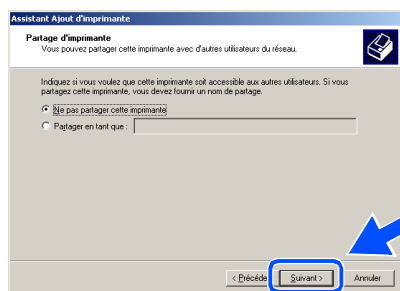 Assistant Ajout d'imprimante
Partage d'imprimante
Vous pouvez partager cette imprimante avec d'autres utilisateurs du réseau.
Indiquez si vous voulez que cette imprimante soit accessible aux autres utilisateurs. Si vous
partagez cette imprimante, vous devez fournir un nom de partage.
Ne pas partager cette imprimante
Partager en tant que :
< Précéde Suivant > Annuler